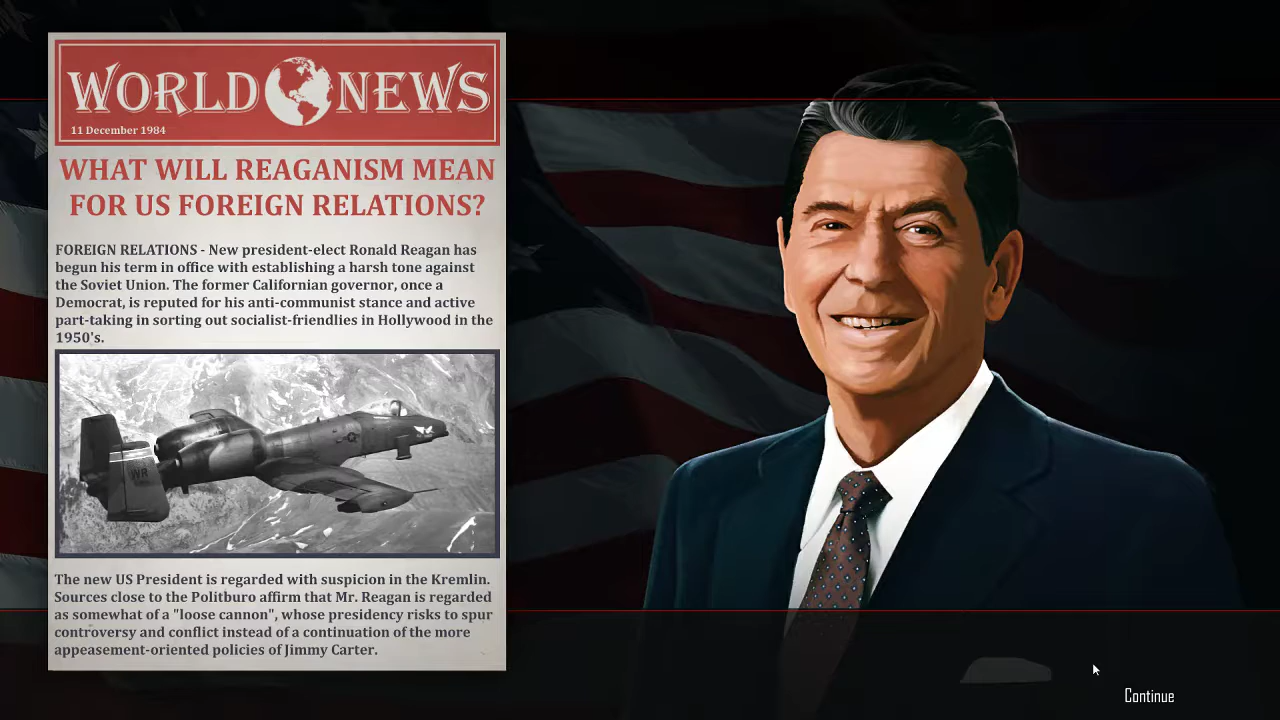 WORLD NEWS
11 December 1984
WHAT WILL REAGANISM MEAN
FOR US FOREIGN RELATIONS?
FOREIGN RELATIONS - New president-elect Ronald Reagan has
begun his term in office with establishing a harsh tone against
the Soviet Union. The former Californian governor, once a
Democrat, is reputed for his anti-communist stance and active
part-taking in sorting out socialist-friendlies in Hollywood in the
1950's.
WR
The new US President is regarded with suspicion in the Kremlin.
Sources close to the Politburo affirm that Mr. Reagan is regarded
as somewhat of a "loose cannon", whose presidency risks to spur
controversy and conflict instead of a continuation of the more
appeasement-oriented policies of Jimmy Carter.
Continue